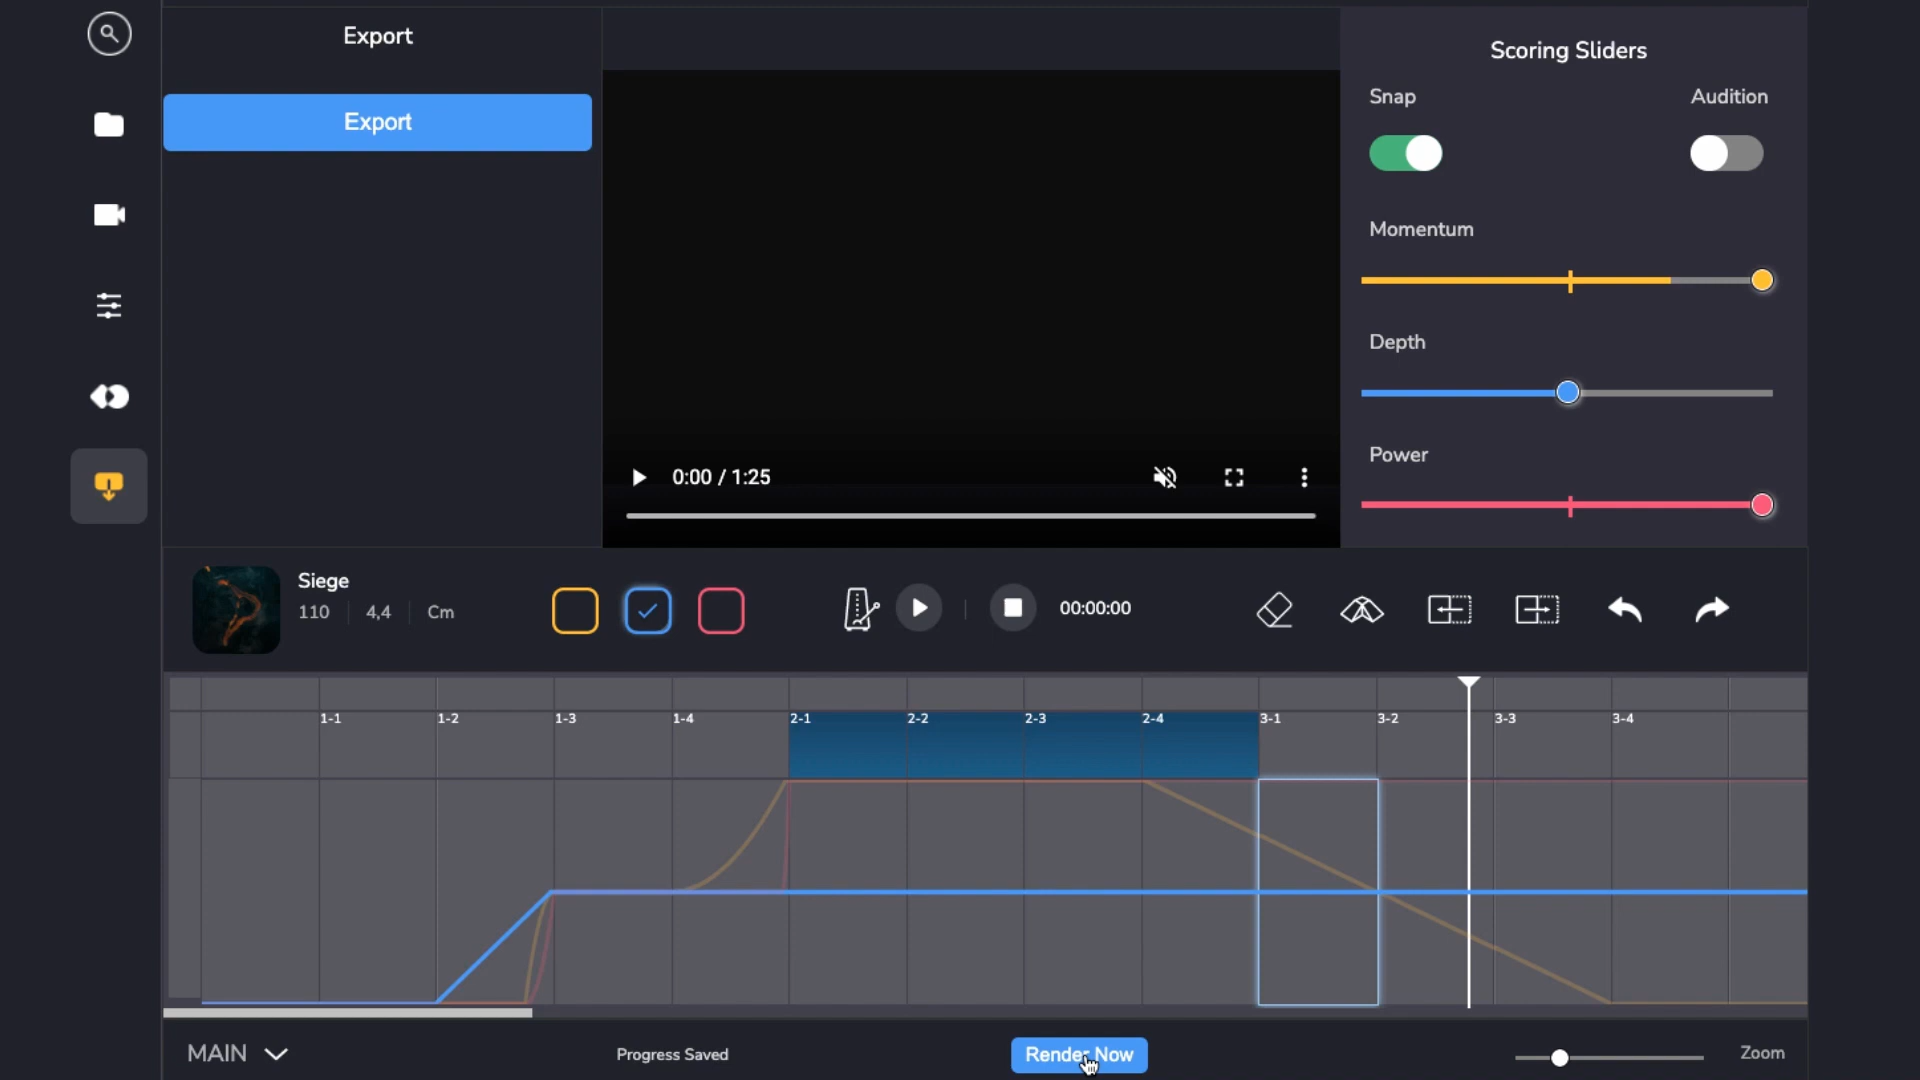 Export
Export
Scoring Sliders
Snap
Audition
Momentum
Depth
Power
0:00 / 1:25
Siege
110 4,4 Cm
00:00:00
1-1 1-2 1-3 1-4 2-1 2-2 2-3 2-4 3-1 3-2 3-3 3-4
MAIN
Progress Saved
Render Now
Zoom